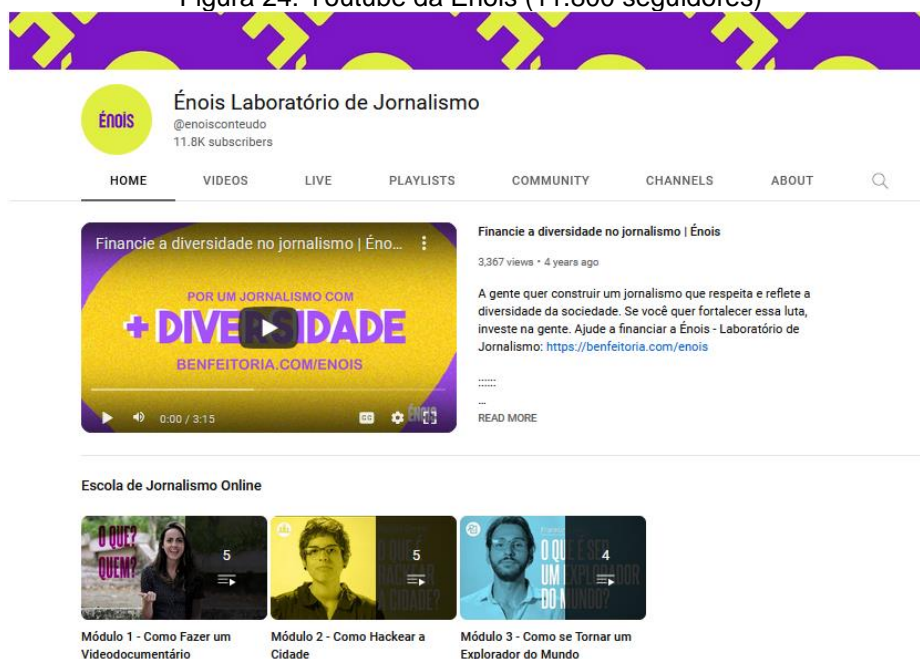 Figura 24: Youtube da Énois (11.800 seguidores)
ÉNOIS
Énois Laboratório de Jornalismo
@enoisconteudo
11.8K subscribers
HOME VIDEOS LIVE PLAYLISTS COMMUNITY CHANNELS ABOUT
Financie a diversidade no jornalismo | Éno...
POR UM JORNALISMO COM
+ DIVERSIDADE
BENFEITORIA.COM/ENOIS
0:00 / 3:15
CC
ÉNOIS
Financie a diversidade no jornalismo | Énois
3,367 views • 4 years ago
A gente quer construir um jornalismo que respeita e reflete a
diversidade da sociedade. Se você quer fortalecer essa luta,
investe na gente. Ajude a financiar a Énois - Laboratório de
Jornalismo: https://benfeitoria.com/enois
::::::
...
READ MORE
Escola de Jornalismo Online
O QUE?
QUEM?
5
O QUE É
HACKEAR
A CIDADE?
5
O QUE É SER
UM EXPLORADOR
DO MUNDO?
4
Módulo 1 - Como Fazer um
Videodocumentário
Módulo 2 - Como Hackear a
Cidade
Módulo 3 - Como se Tornar um
Explorador do Mundo